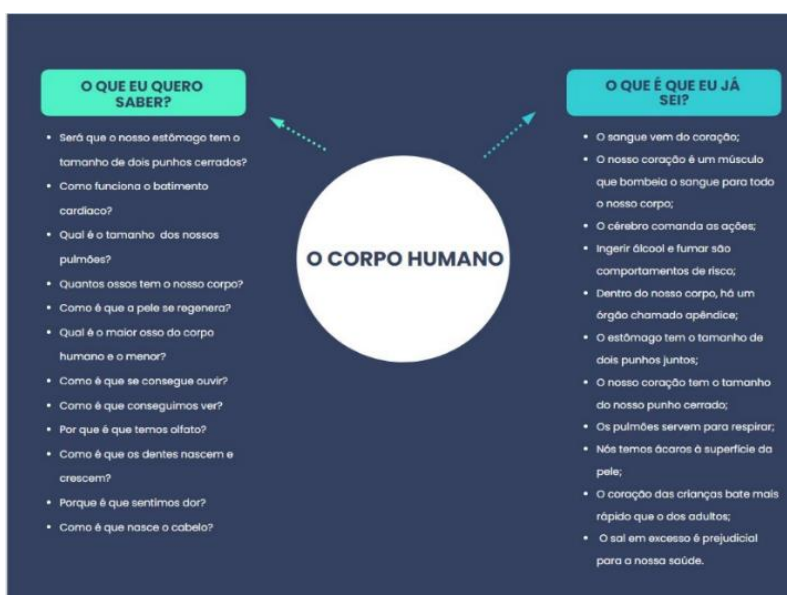 O QUE EU QUERO
SABER?
• Será que o nosso estômago tem o
tamanho de dois punhos cerrados?
• Como funciona o batimento
cardíaco?
• Qual é o tamanho dos nossos
pulmões?
• Quantos ossos tem o nosso corpo?
• Como é que a pele se regenera?
• Qual é o maior osso do corpo
humano e o menor?
• Como é que se consegue ouvir?
• Como é que conseguimos ver?
• Por que é que temos olfato?
• Como é que os dentes nascem e
crescem?
• Porque é que sentimos dor?
• Como é que nasce o cabelo?
O CORPO HUMANO
O QUE É QUE EU JÁ
SEI?
• O sangue vem do coração;
• O nosso coração é um músculo
que bombeia o sangue para todo
o nosso corpo;
• O cérebro comanda as ações;
• Ingerir álcool e fumar são
comportamentos de risco;
• Dentro do nosso corpo, há um
órgão chamado apêndice;
• O estômago tem o tamanho de
dois punhos juntos;
• O nosso coração tem o tamanho
do nosso punho cerrado;
• Os pulmões servem para respirar;
• Nós temos ácaros à superfície da
pele;
• O coração das crianças bate mais
rápido que o dos adultos;
• O sal em excesso é prejudicial
para a nossa saúde.